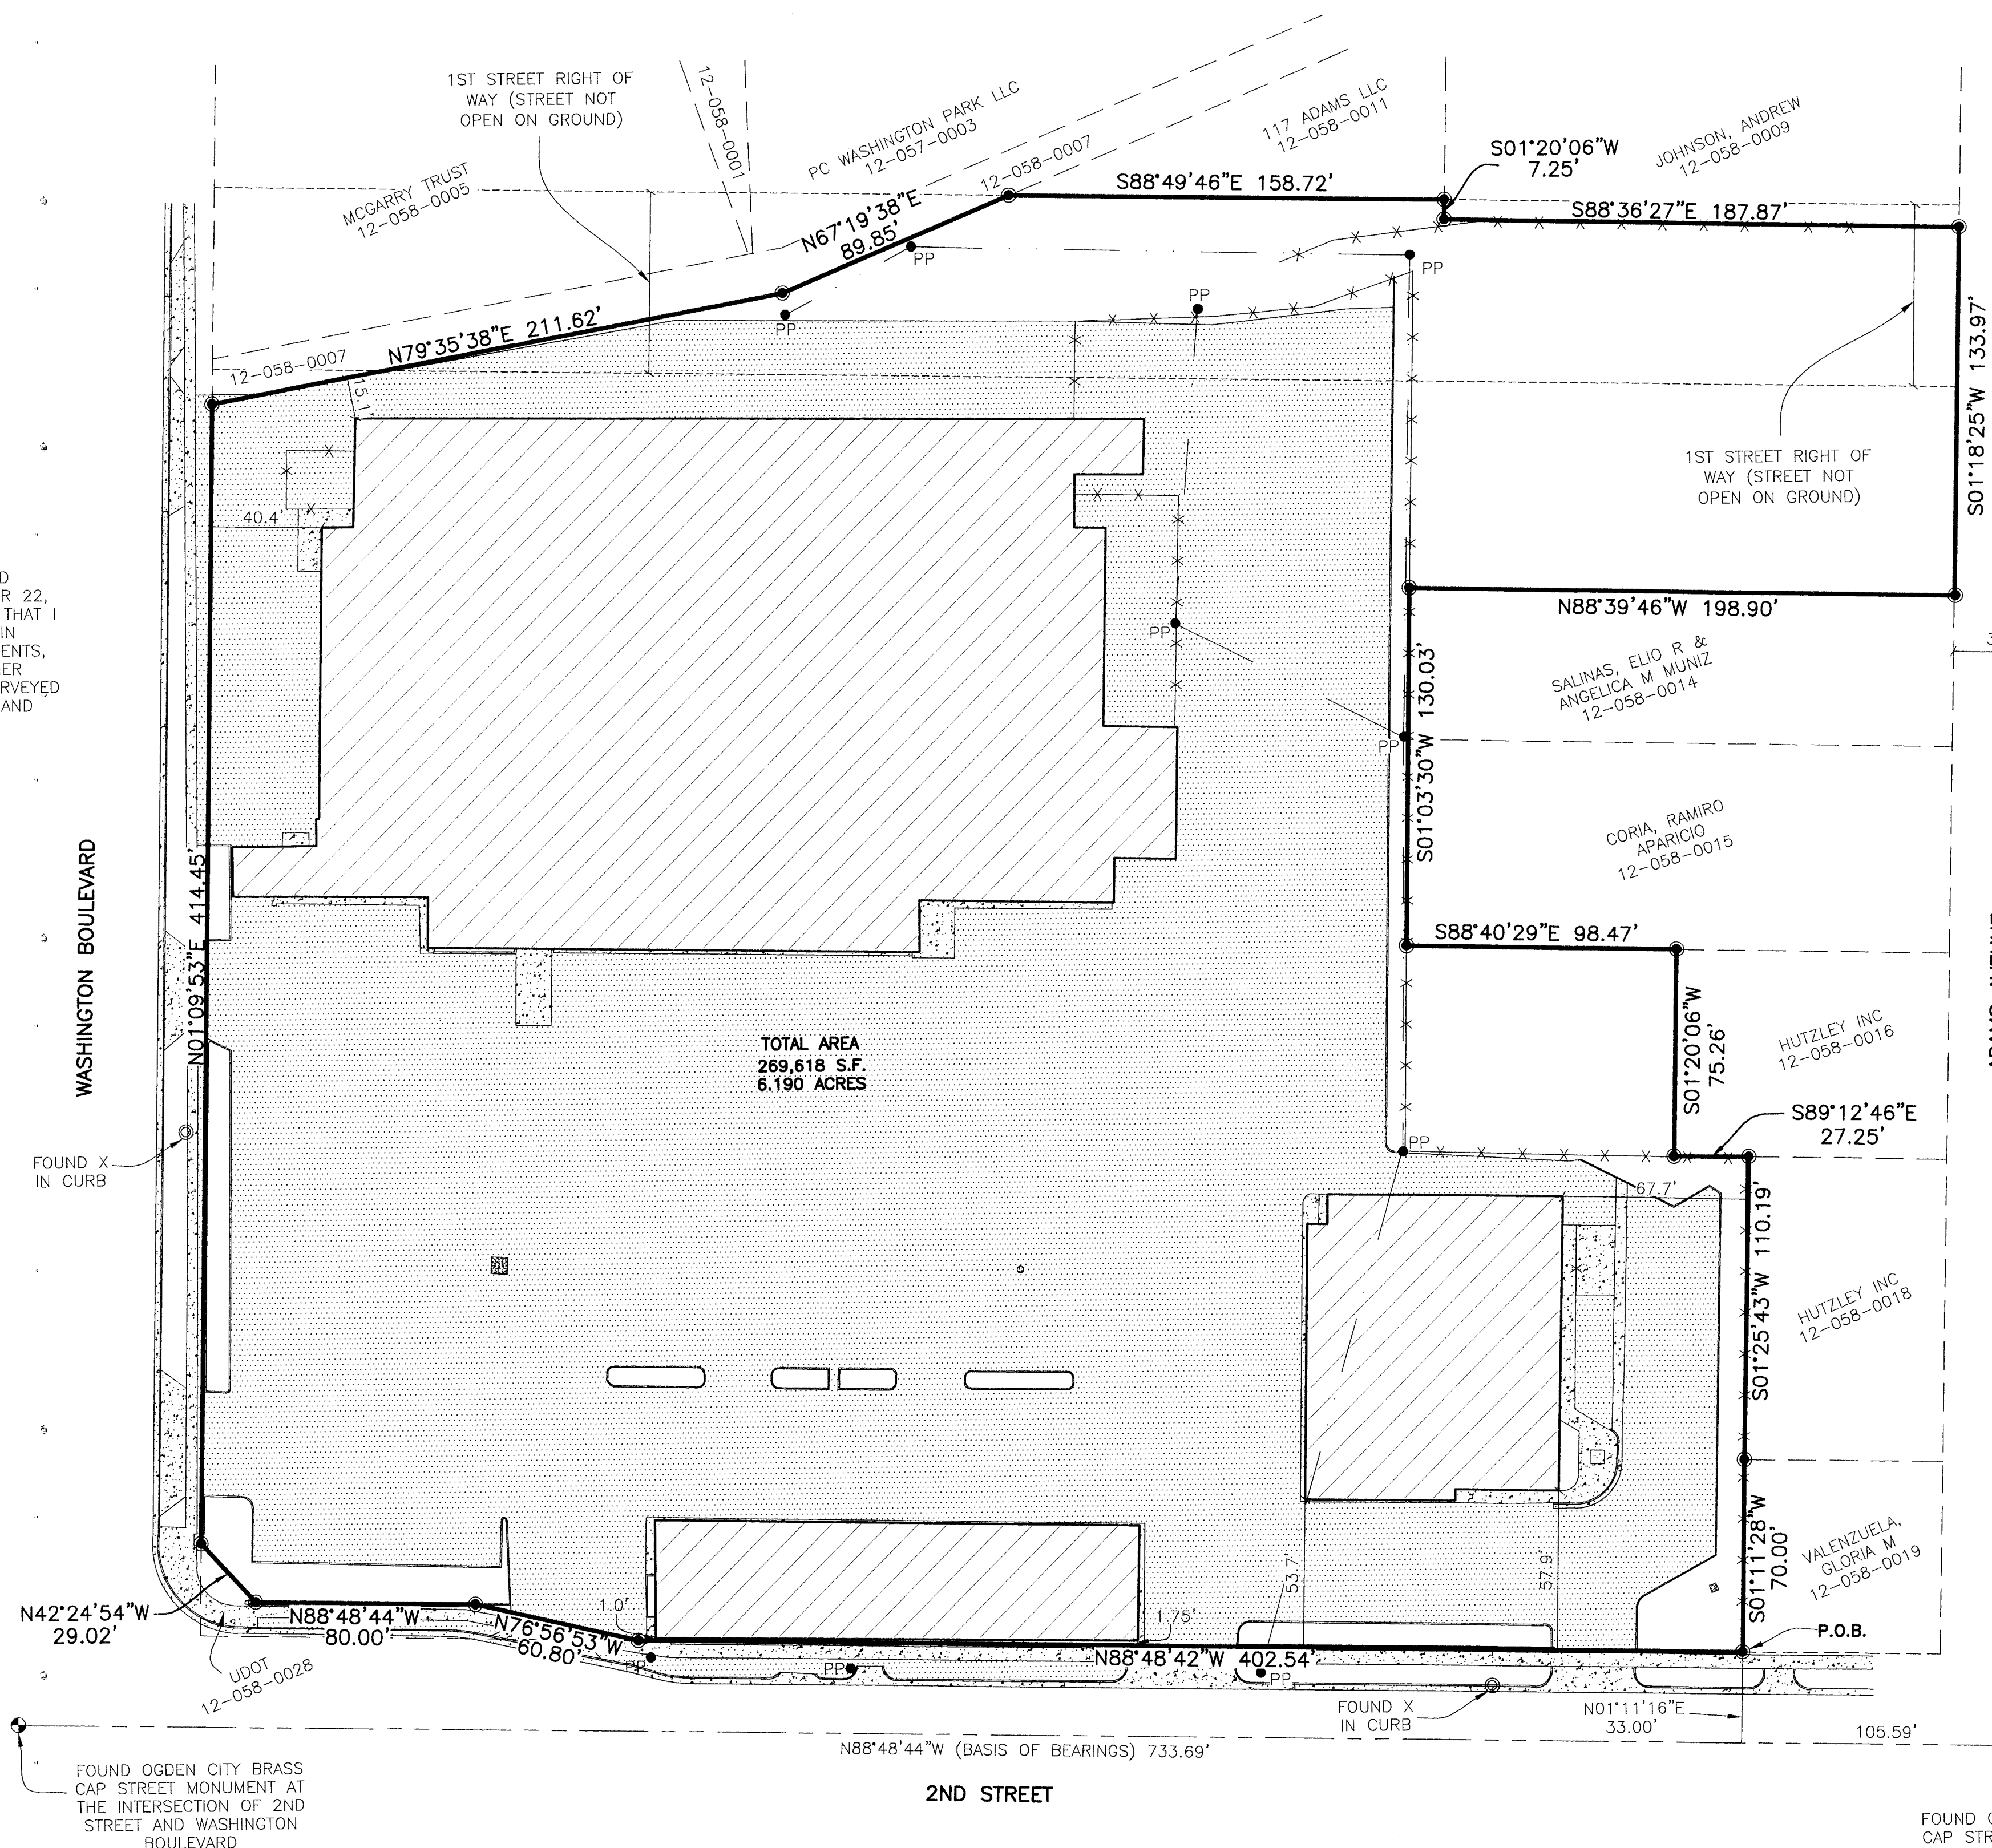 1ST STREET RIGHT OF
WAY (STREET NOT
OPEN ON GROUND)
12-058-0001
PC WASHINGTON PARK LLC
12-057-0003
12-058-0007
117 ADAMS LLC
12-058-0011
JOHNSON, ANDREW
12-058-0009
MCGARRY TRUST
12-058-0005
S01°20'06"W
7.25'
S88°49'46"E 158.72'
S88°36'27"E 187.87'
N67°19'38"E
89.85'
PP
PP
PP
PP
N79°35'38"E 211.62'
12-058-0007
15.1'
S01°18'25"W 133.97'
1ST STREET RIGHT OF
WAY (STREET NOT
OPEN ON GROUND)
40.4'
R 22,
THAT I
IN
ENTS,
ER
RVEYED
AND
N88°39'46"W 198.90'
PP
SALINAS, ELIO R &
ANGELICA M MUNIZ
12-058-0014
S01°03'30"W 130.03'
PP
CORIA, RAMIRO
APARICIO
12-058-0015
WASHINGTON BOULEVARD
N01°09'53"E 414.45'
S88°40'29"E 98.47'
S01°20'06"W
75.26'
HUTZLEY INC
12-058-0016
TOTAL AREA
269,618 S.F.
6.190 ACRES
S89°12'46"E
27.25'
FOUND X
IN CURB
PP
67.7'
S01°25'43"W 110.19'
HUTZLEY INC
12-058-0018
S01°11'28"W
70.00'
VALENZUELA,
GLORIA M
12-058-0019
53.7'
57.9'
N42°24'54"W
29.02'
N88°48'44"W
80.00'
N76°56'53"W
60.80'
1.0'
1.75'
P.O.B.
N88°48'42"W 402.54'
UDOT
12-058-0028
PP
PP
PP
FOUND X
IN CURB
N01°11'16"E
33.00'
105.59'
N88°48'44"W (BASIS OF BEARINGS) 733.69'
2ND STREET
FOUND OGDEN CITY BRASS
CAP STREET MONUMENT AT
THE INTERSECTION OF 2ND
STREET AND WASHINGTON
BOULEVARD
FOUND
CAP STR